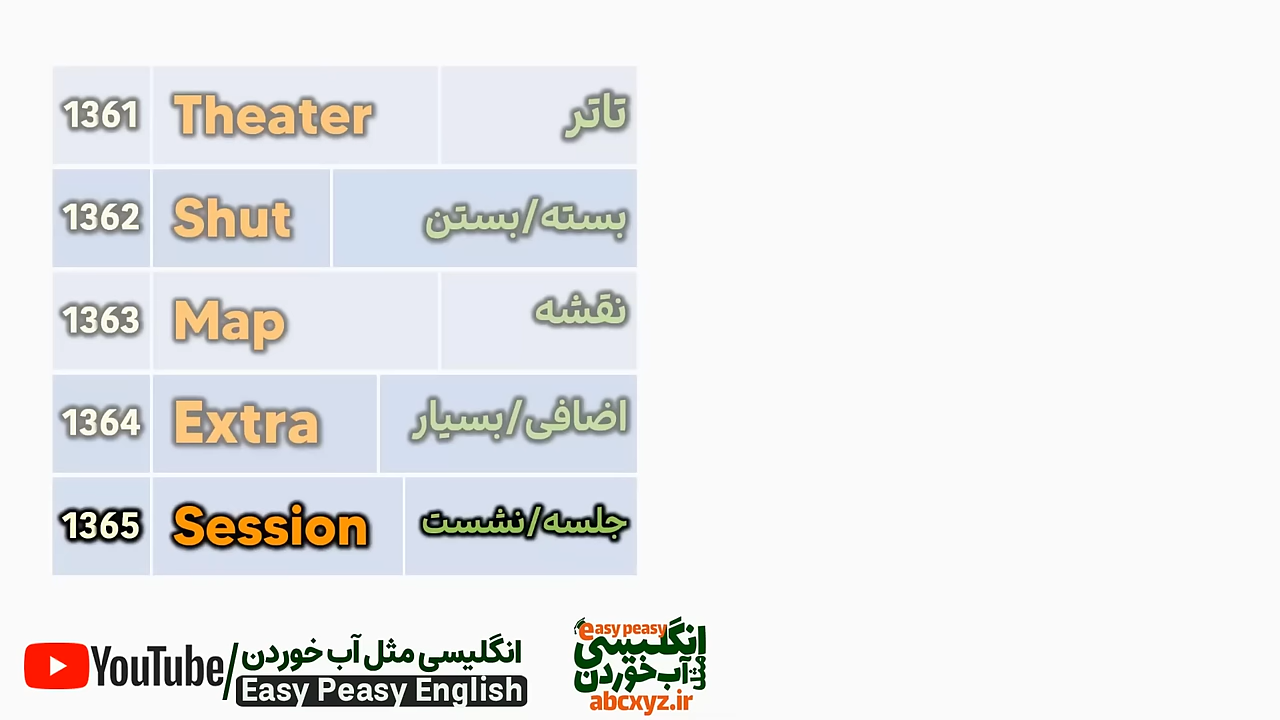 1361 Theater تاتر
1362 Shut بسته/بستن
1363 Map نقشه
1364 Extra اضافی/بسیار
1365 Session جلسه/نشست
YouTube/انگلیسی مثل آب خوردن
Easy Peasy English
easy peasy
انگلیسی
مثل
آب خوردن
abcxyz.ir